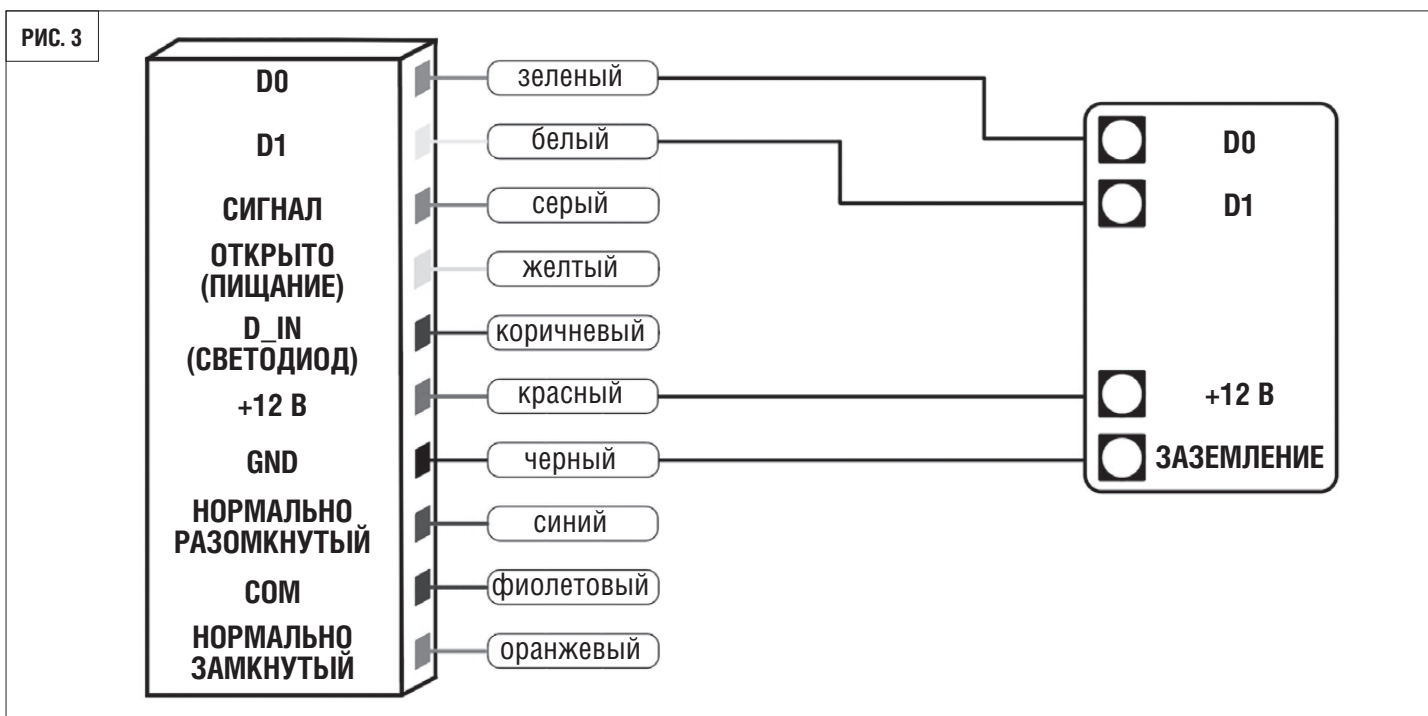 РИС. 3
D0
зеленый
D1
белый
СИГНАЛ
серый
ОТКРЫТО
(ПИЩАНИЕ)
желтый
D_IN
(СВЕТОДИОД)
коричневый
+12 В
красный
GND
черный
НОРМАЛЬНО
РАЗОМКНУТЫЙ
синий
COM
фиолетовый
НОРМАЛЬНО
ЗАМКНУТЫЙ
оранжевый
D0
D1
+12 В
ЗАЗЕМЛЕНИЕ